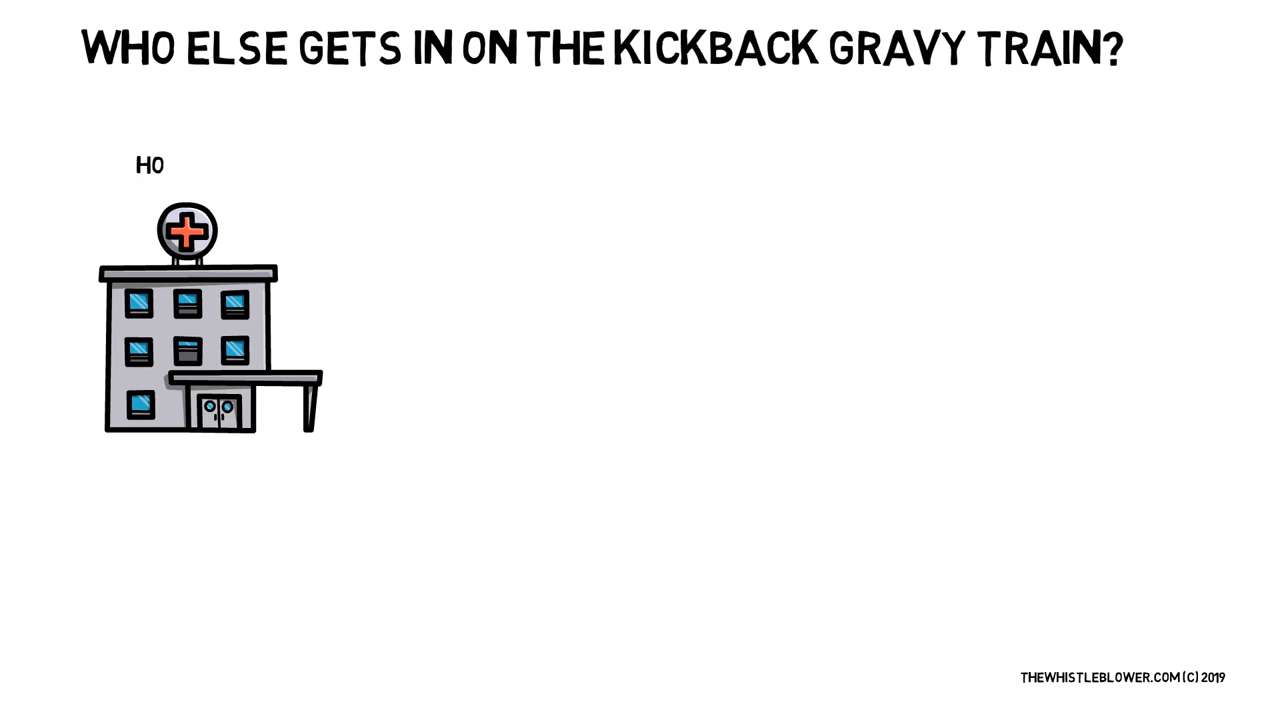 WHO ELSE GETS IN ON THE KICKBACK GRAVY TRAIN?
HO
THEWHISTLEBLOWER.COM (C) 2019